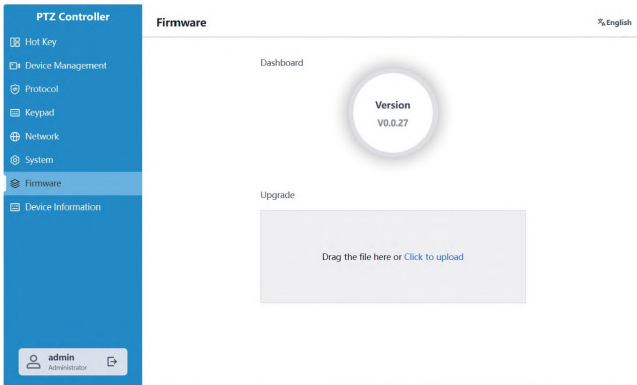 PTZ Controller
Hot Key
Device Management
Protocol
Keypad
Network
System
Firmware
Device Information
admin
Administrator
Firmware
English
Dashboard
Version
V0.0.27
Upgrade
Drag the file here or Click to upload